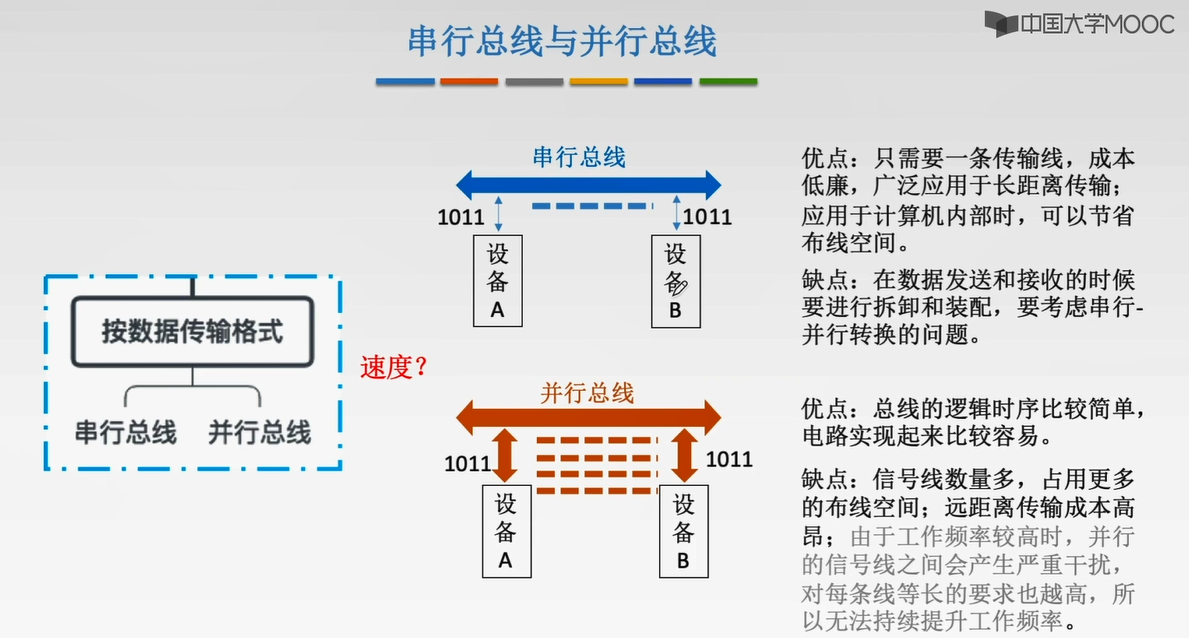 中国大学MOOC
串行总线与并行总线
串行总线
1011
1011
设
备
A
设
备
B
优点：只需要一条传输线，成本
低廉，广泛应用于长距离传输；
应用于计算机内部时，可以节省
布线空间。
缺点：在数据发送和接收的时候
要进行拆卸和装配，要考虑串行-
并行转换的问题。
按数据传输格式
串行总线
并行总线
速度？
并行总线
1011
1011
设
备
A
设
备
B
优点：总线的逻辑时序比较简单，
电路实现起来比较容易。
缺点：信号线数量多，占用更多
的布线空间；远距离传输成本高
昂；由于工作频率较高时，并行
的信号线之间会产生严重干扰，
对每条线等长的要求也越高，所
以无法持续提升工作频率。